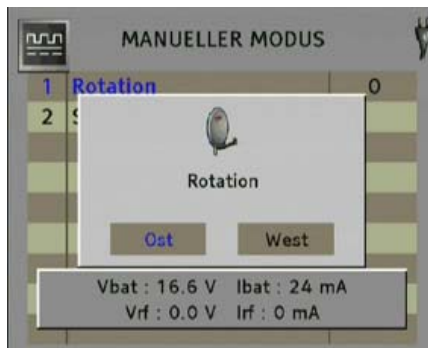 MANUELLER MODUS
1 Rotation 0
2 S
Rotation
Ost West
Vbat : 16.6 V Ibat : 24 mA
Vrf : 0.0 V Irf : 0 mA